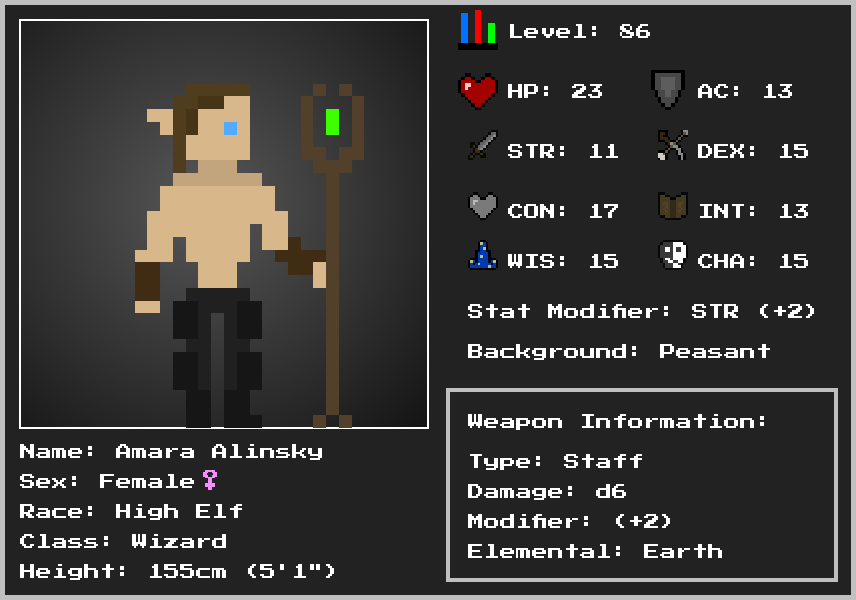 Level: 86
HP: 23
AC: 13
STR: 11
DEX: 15
CON: 17
INT: 13
WIS: 15
CHA: 15
Stat Modifier: STR (+2)
Background: Peasant
Weapon Information:
Type: Staff
Damage: d6
Modifier: (+2)
Elemental: Earth
Name: Amara Alinsky
Sex: Female♀
Race: High Elf
Class: Wizard
Height: 155cm (5'1")